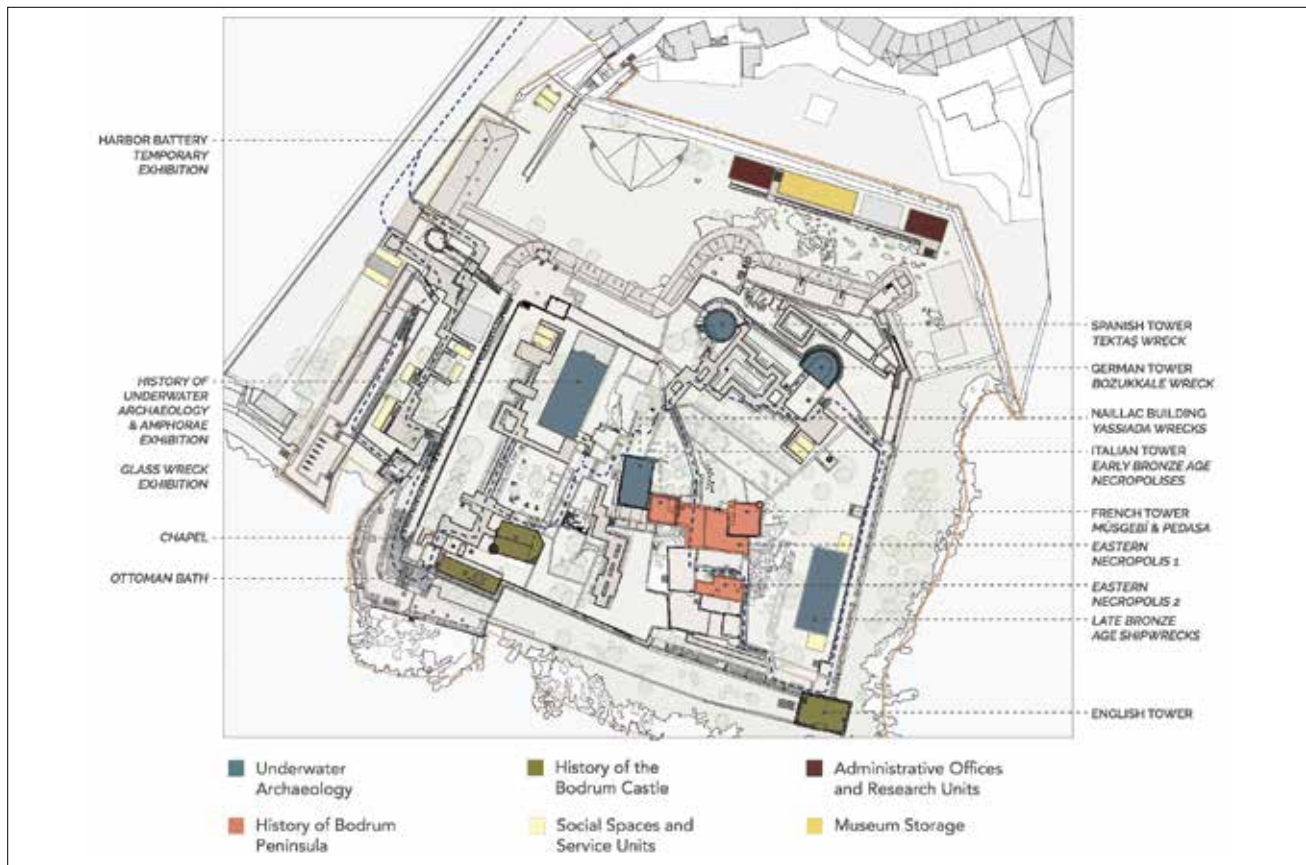 HARBOR BATTERY
TEMPORARY
EXHIBITION
HISTORY OF
UNDERWATER
ARCHAEOLOGY
& AMPHORAE
EXHIBITION
GLASS WRECK
EXHIBITION
CHAPEL
OTTOMAN BATH
SPANISH TOWER
TEKTAŞ WRECK
GERMAN TOWER
BOZUKKALE WRECK
NAILLAC BUILDING
YASSIADA WRECKS
ITALIAN TOWER
EARLY BRONZE AGE
NECROPOLISES
FRENCH TOWER
MÜSGEBİ & PEDASA
EASTERN
NECROPOLIS 1
EASTERN
NECROPOLIS 2
LATE BRONZE
AGE SHIPWRECKS
ENGLISH TOWER
Underwater
Archaeology
History of the
Bodrum Castle
Administrative Offices
and Research Units
History of Bodrum
Peninsula
Social Spaces and
Service Units
Museum Storage